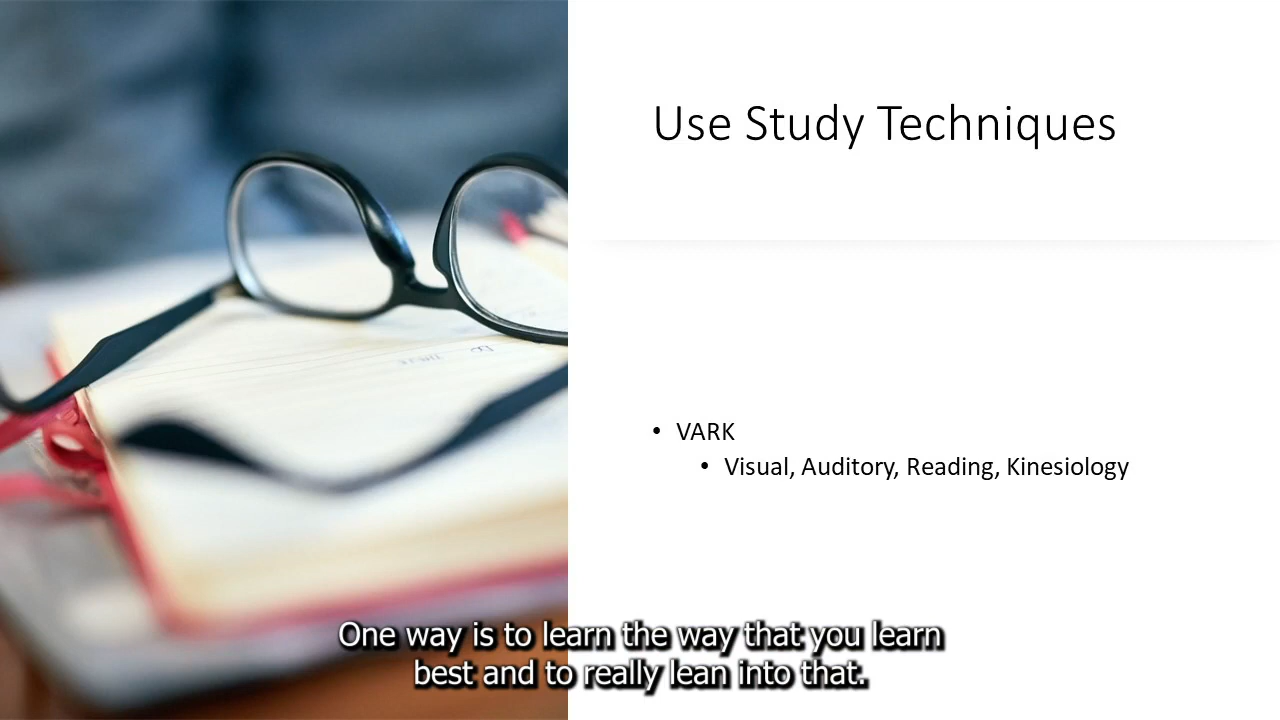 Use Study Techniques
• VARK
• Visual, Auditory, Reading, Kinesiology
One way is to learn the way that you learn
best and to really lean into that.